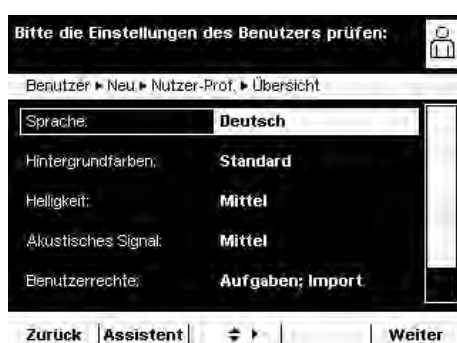 Bitte die Einstellungen des Benutzers prüfen:
Benutzer ▸ Neu ▸ Nutzer-Prof. ▸ Übersicht
Sprache: Deutsch
Hintergrundfarben: Standard
Helligkeit: Mittel
Akustisches Signal: Mittel
Benutzerrechte: Aufgaben; Import
Zurück Assistent Weiter